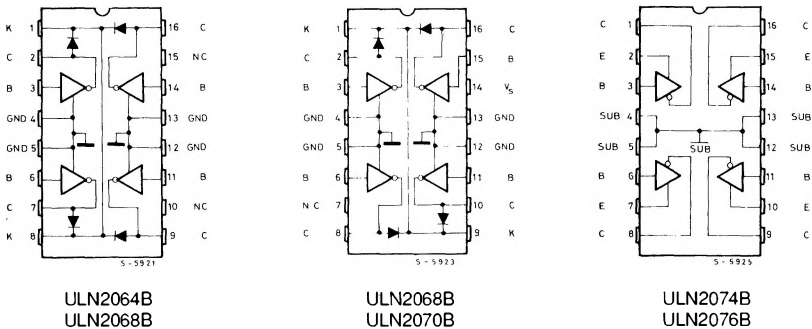 K 1 16 C
C 2 15 NC
B 3 14 B
GND 4 13 GND
GND 5 12 GND
B 6 11 B
C 7 10 NC
K 8 9 C
S-5921
ULN2064B
ULN2068B
K 1 16 C
C 2 15 B
B 3 14 Vs
GND 4 13 GND
GND 5 12 GND
B 6 11 B
NC 7 10 C
C 8 9 K
S-5923
ULN2068B
ULN2070B
C 1 16 C
E 2 15 E
B 3 14 B
SUB 4 13 SUB
SUB
SUB 5 12 SUB
B 6 11 B
E 7 10 E
C 8 9 C
S-5925
ULN2074B
ULN2076B